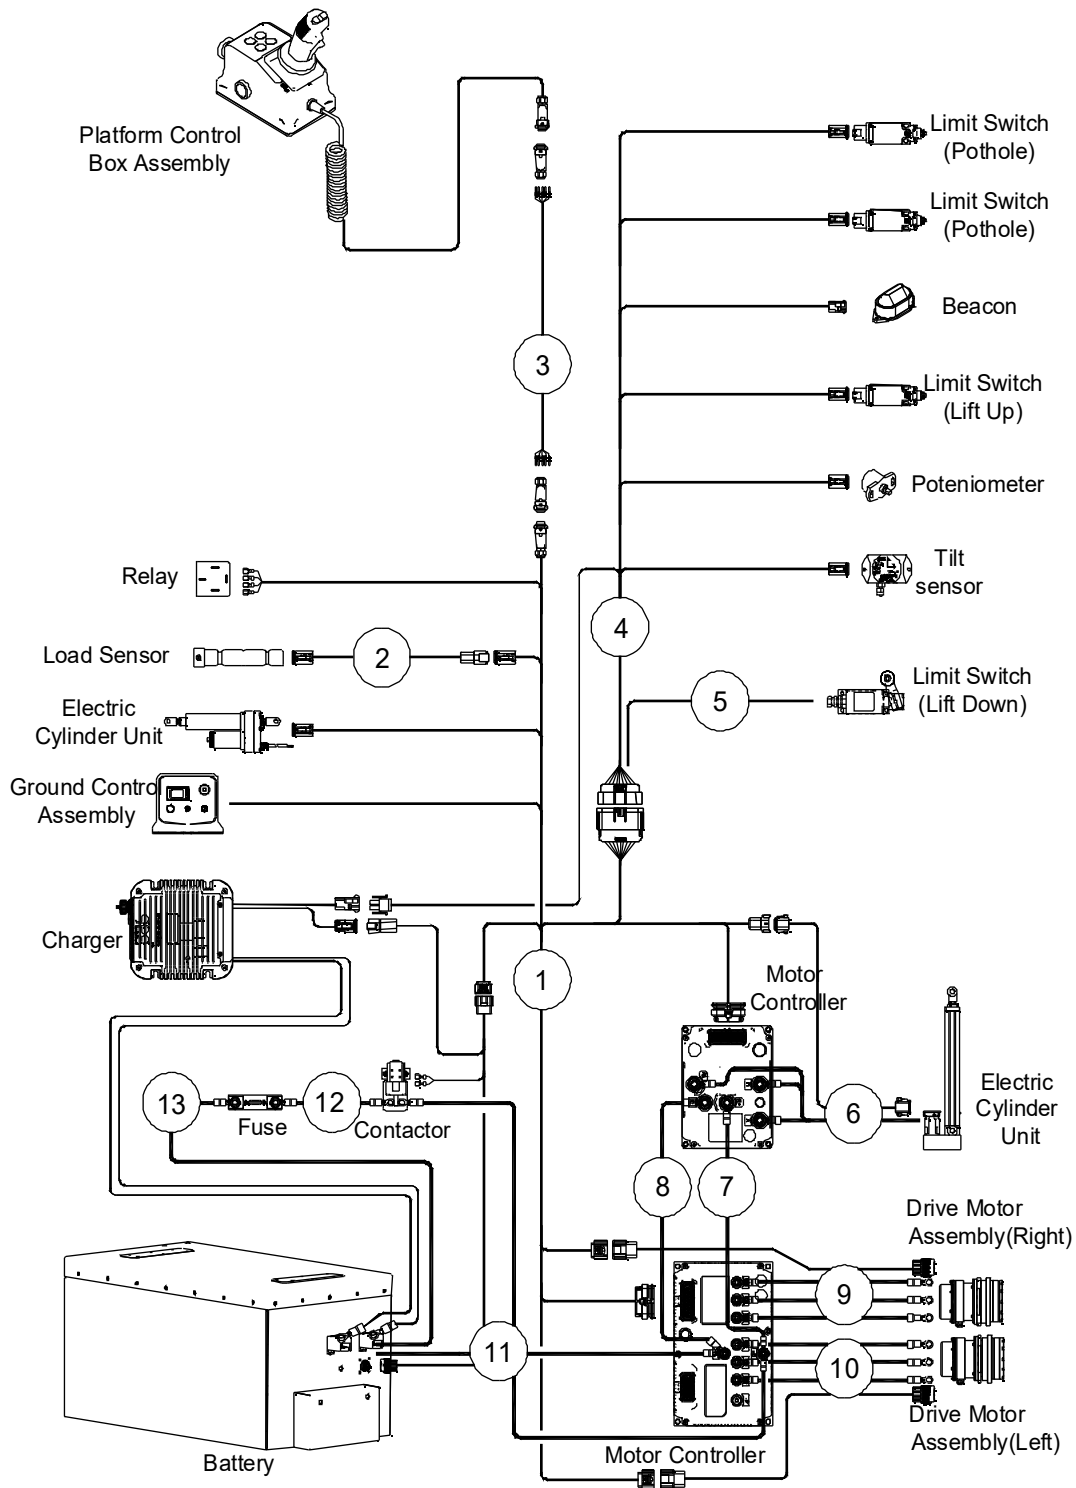 Platform Control
Box Assembly
Limit Switch
(Pothole)
Limit Switch
(Pothole)
Beacon
3
Limit Switch
(Lift Up)
Poteniometer
Relay
Tilt
sensor
4
Load Sensor
2
Limit Switch
(Lift Down)
5
Electric
Cylinder Unit
Ground Control
Assembly
Charger
1
Motor
Controller
13
Fuse
12
Contactor
6
Electric
Cylinder
Unit
8
7
Drive Motor
Assembly(Right)
9
11
10
Drive Motor
Assembly(Left)
Battery
Motor Controller